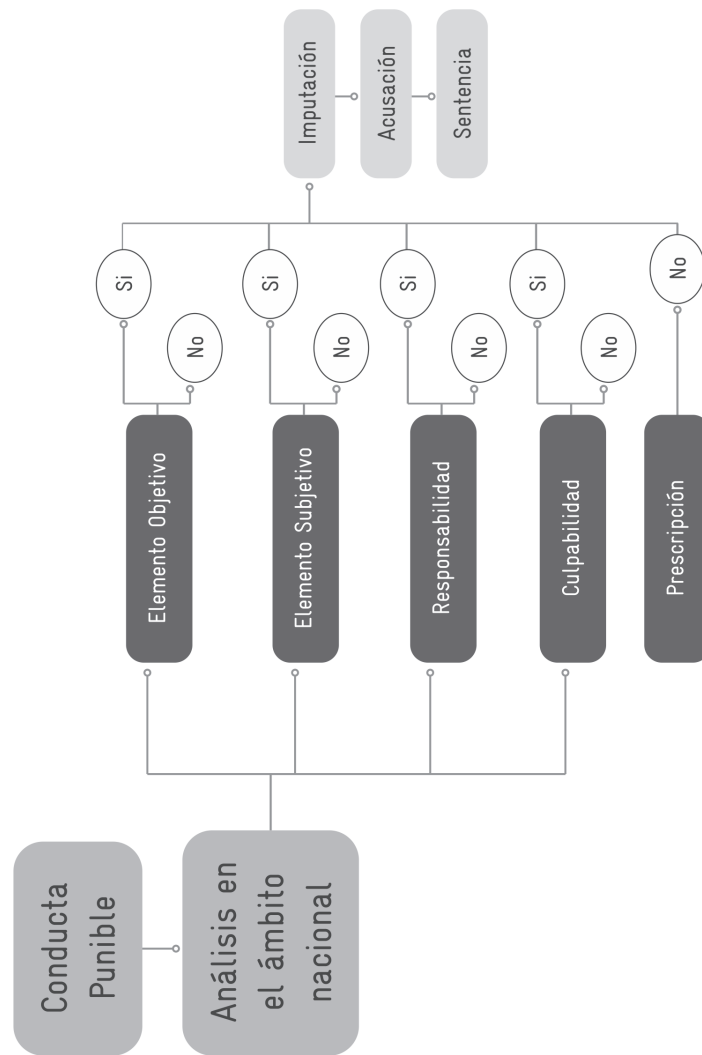 Conducta
Punible
Análisis en
el ámbito
nacional
Elemento Objetivo
Si
No
Elemento Subjetivo
Si
No
Responsabilidad
Si
No
Culpabilidad
Si
No
Prescripción
No
Imputación
Acusación
Sentencia